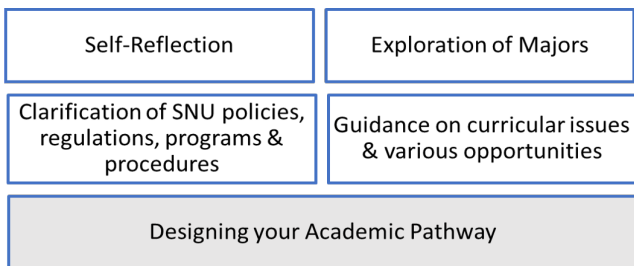 Self-Reflection
Exploration of Majors
Clarification of SNU policies,
regulations, programs &
procedures
Guidance on curricular issues
& various opportunities
Designing your Academic Pathway